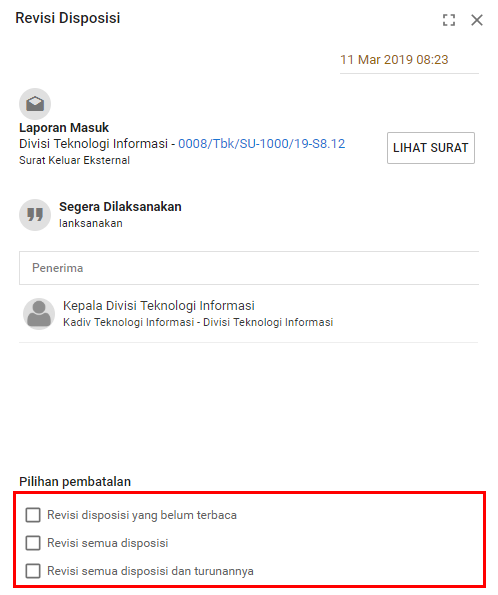 Revisi Disposisi
11 Mar 2019 08:23
Laporan Masuk
Divisi Teknologi Informasi - 0008/Tbk/SU-1000/19-S8.12
Surat Keluar Eksternal
LIHAT SURAT
Segera Dilaksanakan
lanksanakan
Penerima
Kepala Divisi Teknologi Informasi
Kadiv Teknologi Informasi - Divisi Teknologi Informasi
Pilihan pembatalan
Revisi disposisi yang belum terbaca
Revisi semua disposisi
Revisi semua disposisi dan turunannya